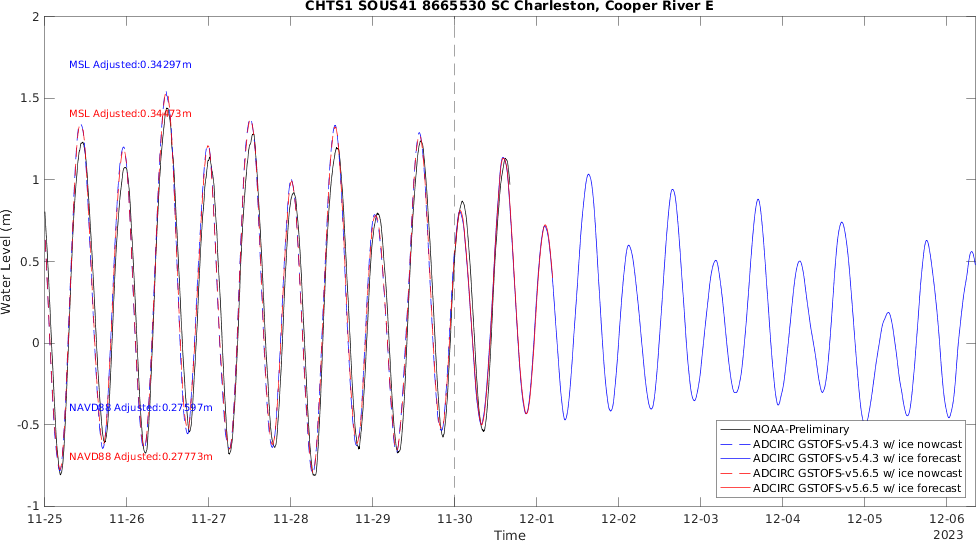 CHTS1 SOUS41 8665530 SC Charleston, Cooper River E
2
1.5
1
0.5
0
-0.5
-1
Water Level (m)
MSL Adjusted:0.34297m
MSL Adjusted:0.34473m
NAVD88 Adjusted:0.27597m
NAVD88 Adjusted:0.27773m
NOAA-Preliminary
ADCIRC GSTOFS-v5.4.3 w/ ice nowcast
ADCIRC GSTOFS-v5.4.3 w/ ice forecast
ADCIRC GSTOFS-v5.6.5 w/ ice nowcast
ADCIRC GSTOFS-v5.6.5 w/ ice forecast
11-25 11-26 11-27 11-28 11-29 11-30 12-01 12-02 12-03 12-04 12-05 12-06
2023
Time